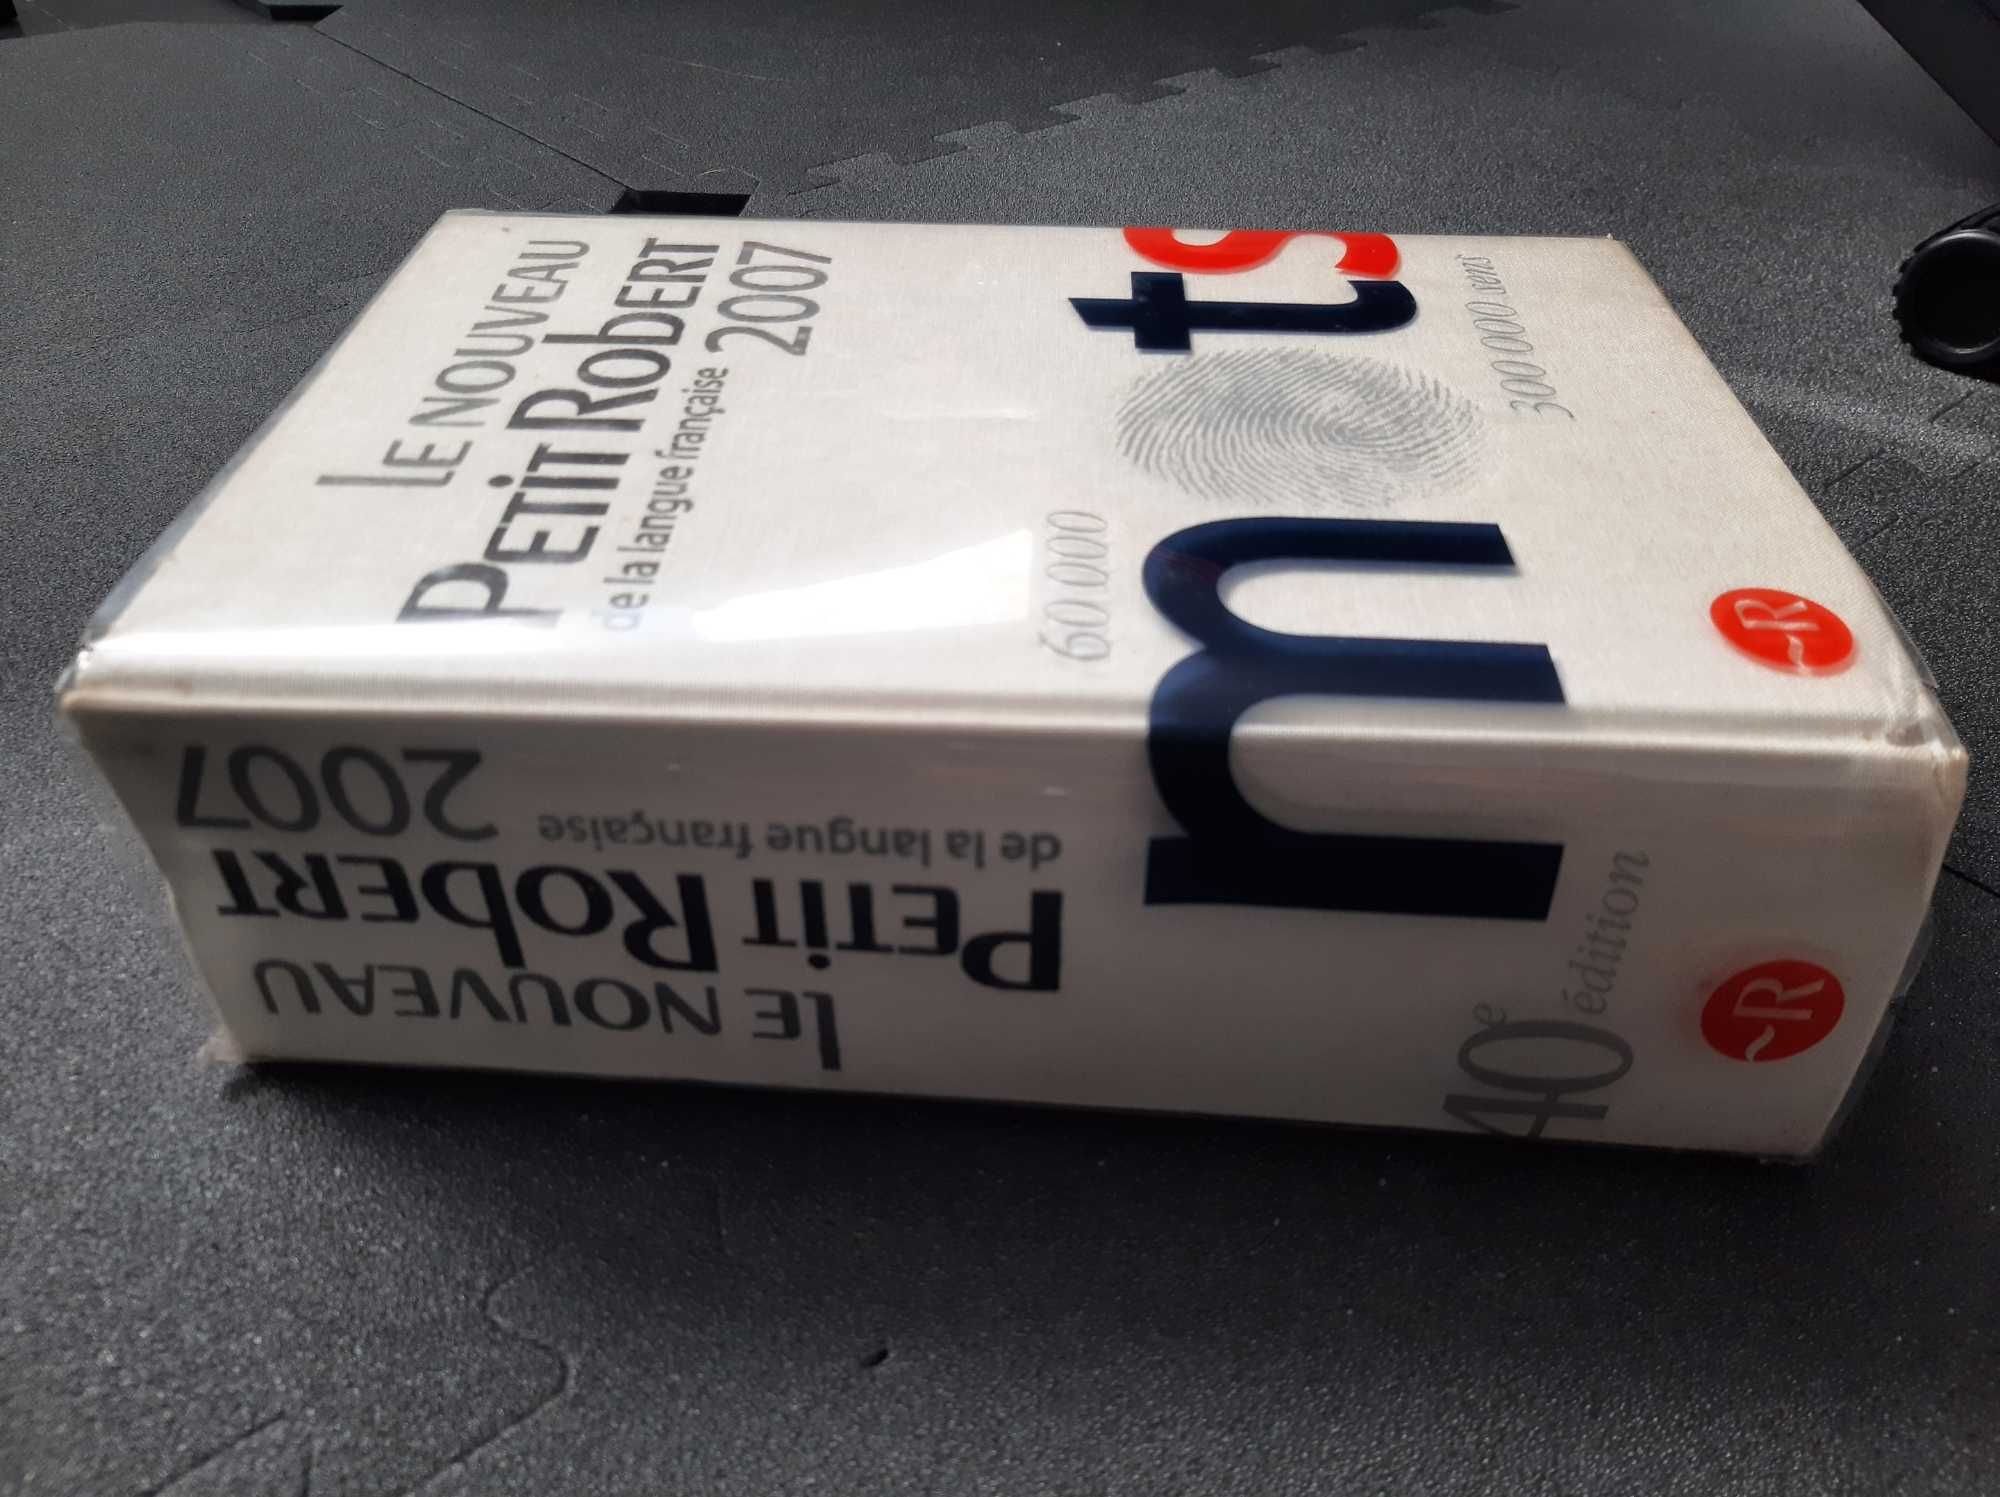 LE NOUVEAU
PETIT ROBERT
de la langue française 2007
60 000
mots
300 000 sens
~R
LE NOUVEAU
PETIT ROBERT
de la langue française 2007
40e édition
~R